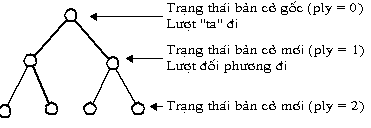 Trạng thái bàn cờ gốc (ply = 0)
Lượt "ta" đi
Trạng thái bàn cờ mới (ply = 1)
Lượt đối phương đi
Trạng thái bàn cờ mới (ply = 2)